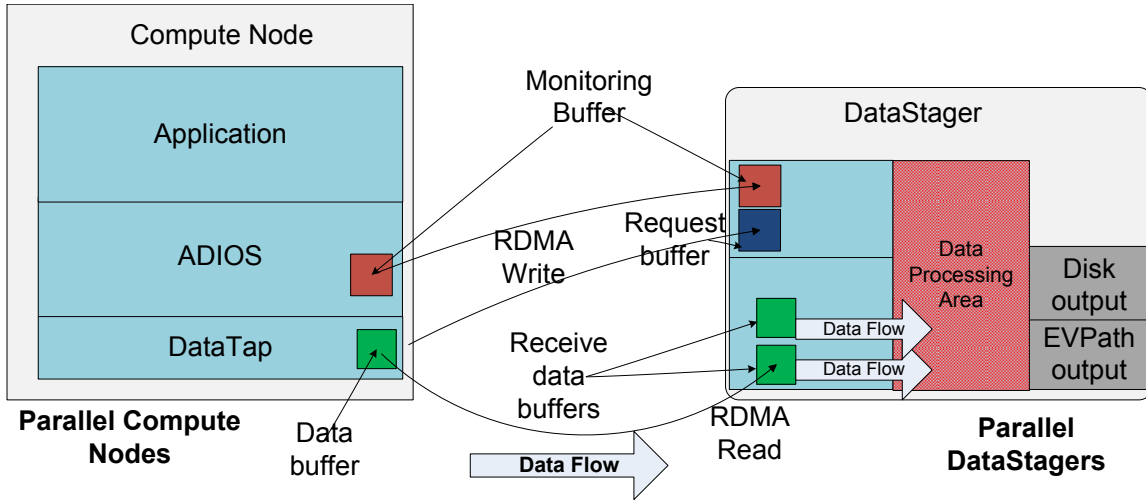 Compute Node
Application
ADIOS
DataTap
Parallel Compute
Nodes
Data
buffer
Monitoring
Buffer
RDMA
Write
Request
buffer
Receive
data
buffers
Data Flow
RDMA
Read
DataStager
Data
Processing
Area
Data Flow
Data Flow
Disk
output
EVPath
output
Parallel
DataStagers